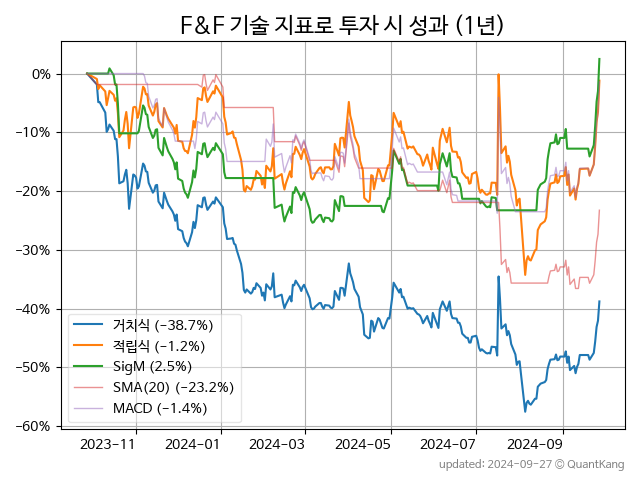 F&F 기술 지표로 투자 시 성과 (1년)
0%
−10%
−20%
−30%
−40%
−50%
−60%
거치식 (−38.7%)
적립식 (−1.2%)
SigM (2.5%)
SMA(20) (−23.2%)
MACD (−1.4%)
2023−11 2024−01 2024−03 2024−05 2024−07 2024−09
updated: 2024−09−27 © QuantKang